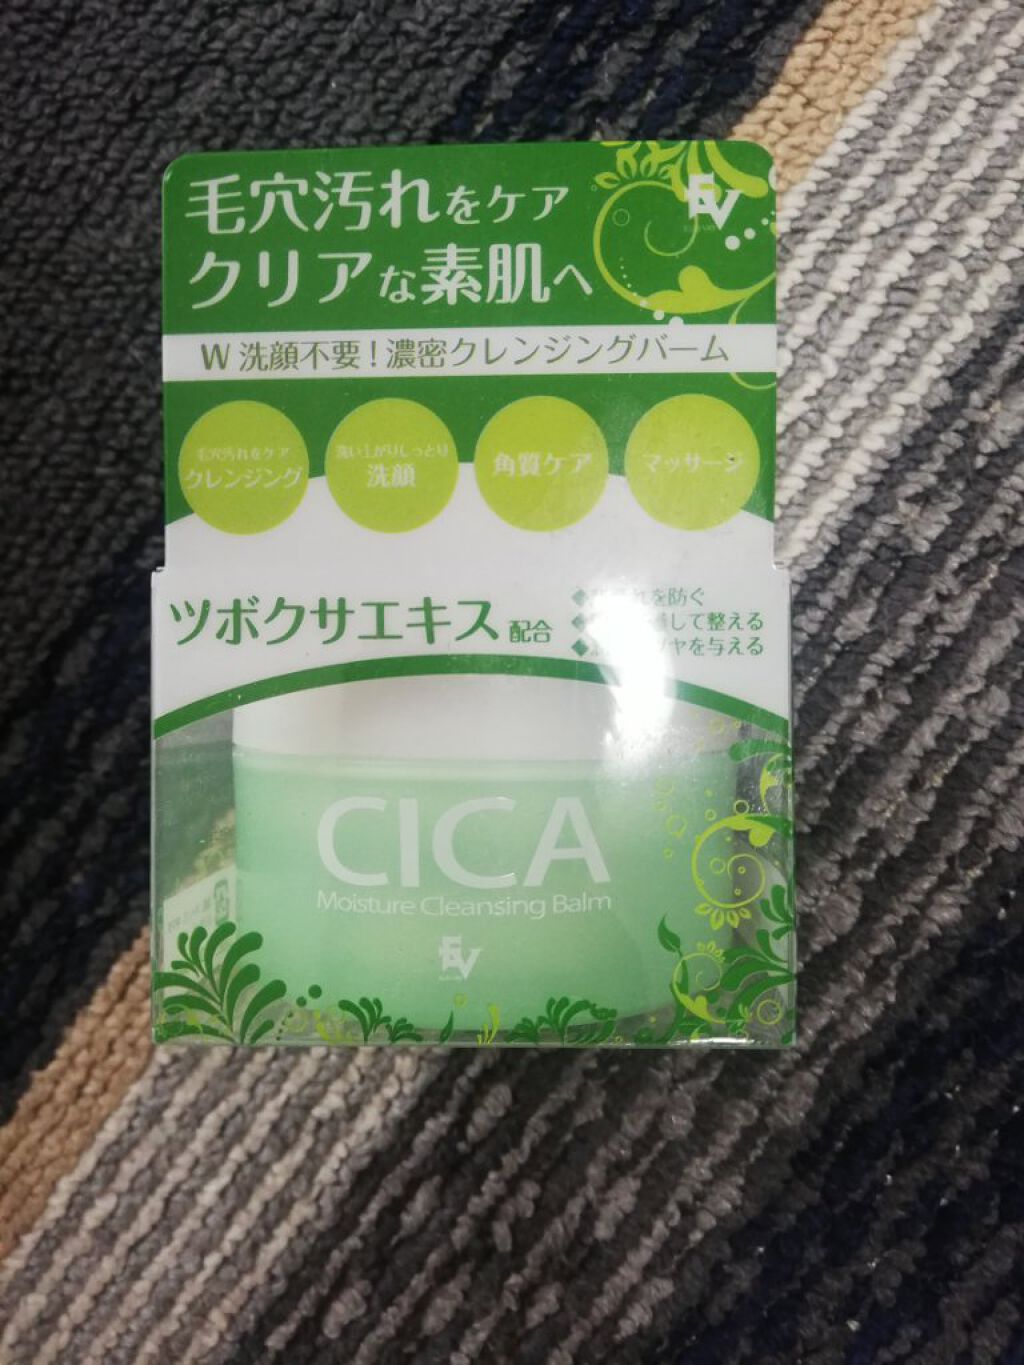 毛穴汚れをケア
クリアな素肌へ
EV
W洗顔不要!濃密クレンジングバーム
毛穴汚れをケア
クレンジング
洗い上がりしっとり
洗顔
角質ケア
マッサージ
ツボクサエキス配合
を防ぐ
して整える
ツヤを与える
CICA
Moisture Cleansing Balm
EV